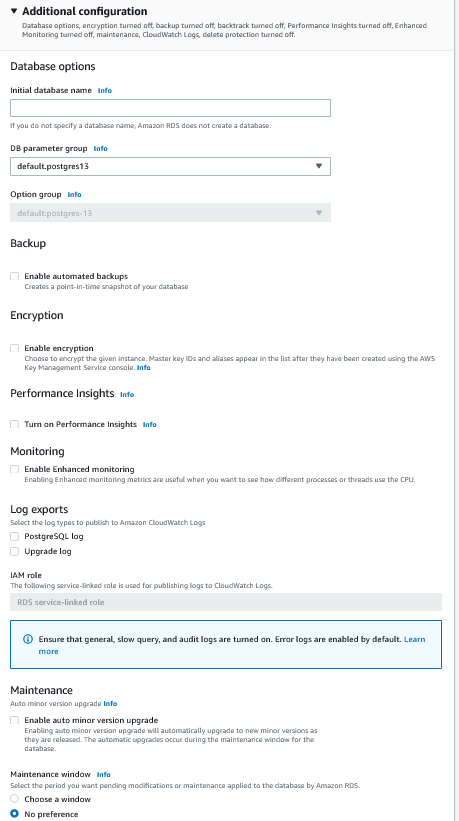 Additional configuration
Database options, encryption turned off, backup turned off, backtrack turned off, Performance Insights turned off, Enhanced
Monitoring turned off, maintenance, CloudWatch Logs, delete protection turned off.
Database options
Initial database name Info
If you do not specify a database name, Amazon RDS does not create a database.
DB parameter group Info
default.postgres13
Option group Info
default:postgres-13
Backup
Enable automated backups
Creates a point-in-time snapshot of your database
Encryption
Enable encryption
Choose to encrypt the given instance. Master key IDs and aliases appear in the list after they have been created using the AWS
Key Management Service console. Info
Performance Insights Info
Turn on Performance Insights Info
Monitoring
Enable Enhanced monitoring
Enabling Enhanced monitoring metrics are useful when you want to see how different processes or threads use the CPU.
Log exports
Select the log types to publish to Amazon CloudWatch Logs
PostgreSQL log
Upgrade log
IAM role
The following service-linked role is used for publishing logs to CloudWatch Logs.
RDS service-linked role
Ensure that general, slow query, and audit logs are turned on. Error logs are enabled by default. Learn
more
Maintenance
Auto minor version upgrade Info
Enable auto minor version upgrade
Enabling auto minor version upgrade will automatically upgrade to new minor versions as
they are released. The automatic upgrades occur during the maintenance window for the
database.
Maintenance window Info
Select the period you want pending modifications or maintenance applied to the database by Amazon RDS.
Choose a window
No preference